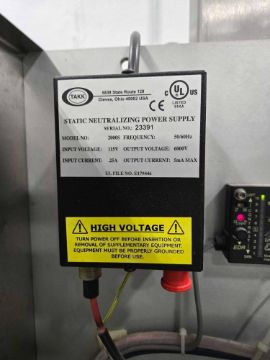 TAKK
8538 State Route 128
Cleves, Ohio 45002 USA
C UL US
LISTED
STATIC NEUTRALIZING POWER SUPPLY
SERIAL NO.: 23391
MODEL NO: 2000S FREQUENCY: 50/60Hz
INPUT VOLTAGE: 115V OUTPUT VOLTAGE: 6000V
INPUT CURRENT: .25A OUTPUT CURRENT: 5mA MAX
UL FILE NO. E179444
HIGH VOLTAGE
TURN POWER OFF BEFORE INSERTION OR
REMOVAL OF SUPPLEMENTARY EQUIPMENT.
EQUIPMENT MUST BE PROPERLY GROUNDED
BEFORE USE.